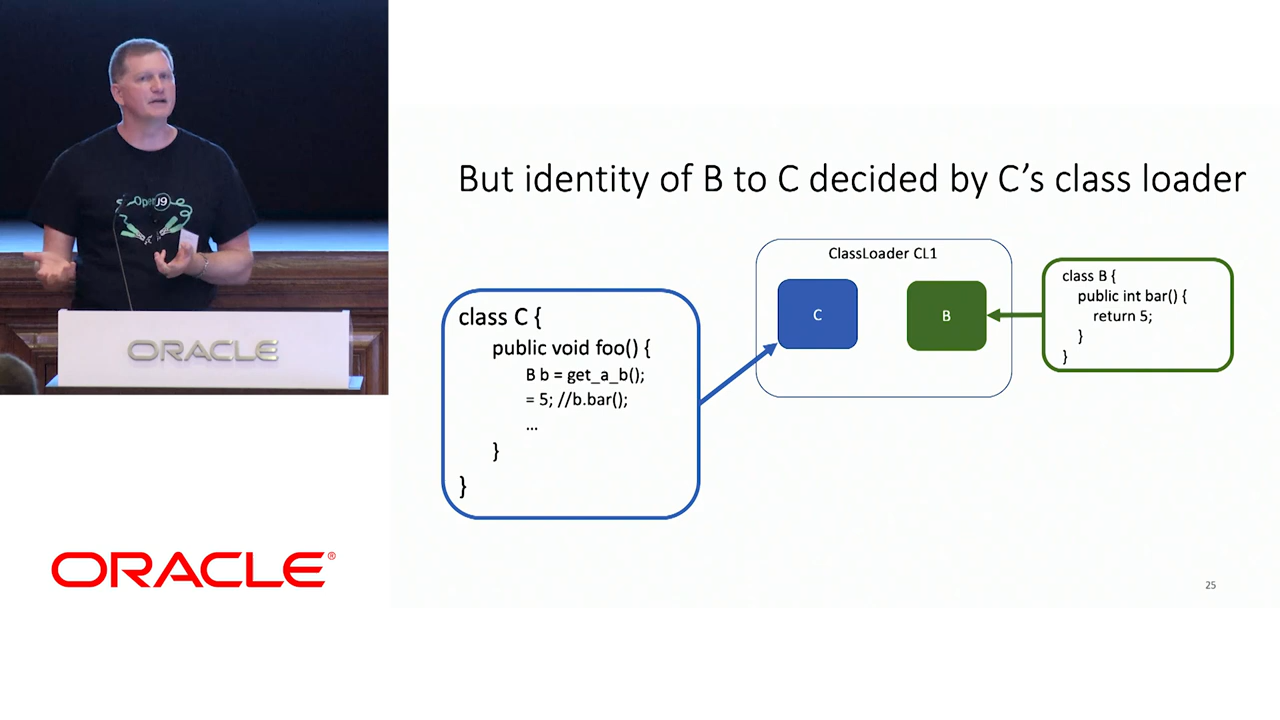 OpenJ9
ORACLE
ORACLE®
But identity of B to C decided by C’s class loader
class C {
public void foo() {
B b = get_a_b();
= 5; //b.bar();
...
}
}
ClassLoader CL1
C
B
class B {
public int bar() {
return 5;
}
}
25